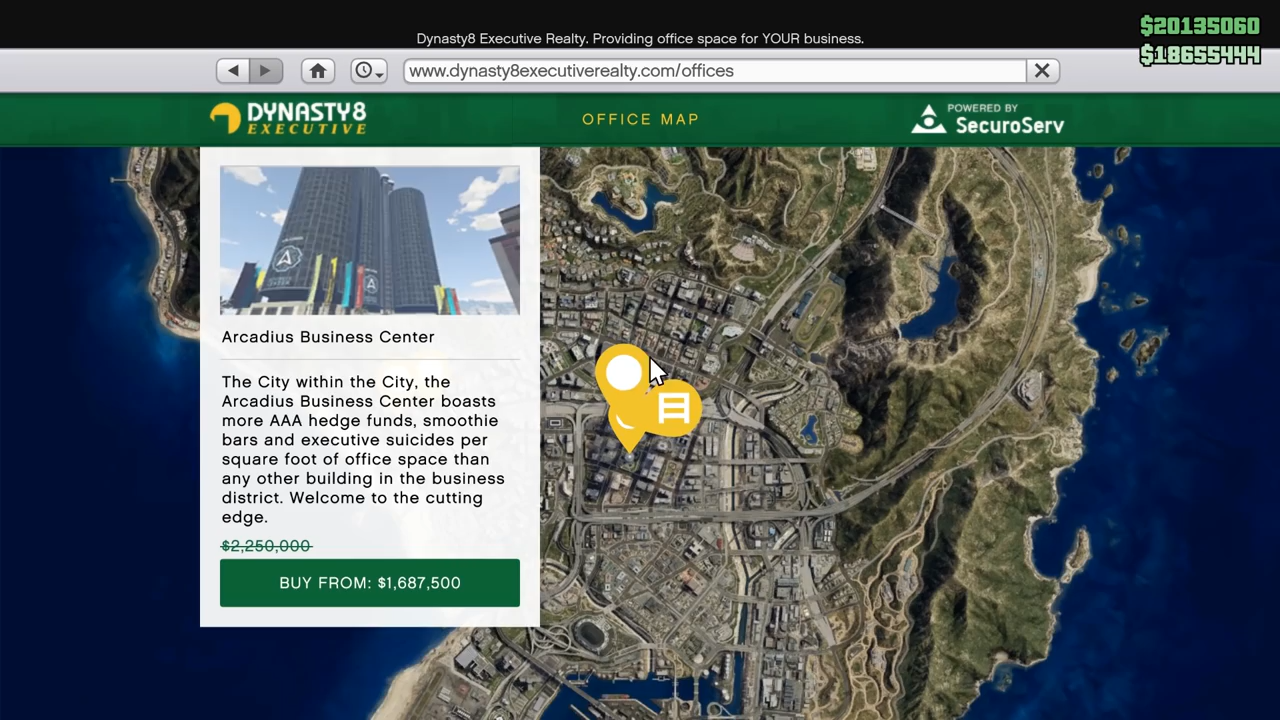 $20135060
Dynasty8 Executive Realty. Providing office space for YOUR business.
$18655444
www.dynasty8executiverealty.com/offices
DYNASTY8
EXECUTIVE
OFFICE MAP
POWERED BY
SecuroServ
Arcadius Business Center
The City within the City, the
Arcadius Business Center boasts
more AAA hedge funds, smoothie
bars and executive suicides per
square foot of office space than
any other building in the business
district. Welcome to the cutting
edge.
$2,250,000
BUY FROM: $1,687,500